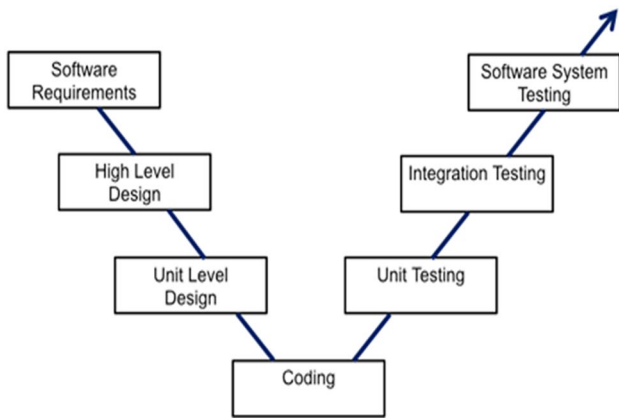 Software
Requirements
Software System
Testing
High Level
Design
Integration Testing
Unit Level
Design
Unit Testing
Coding